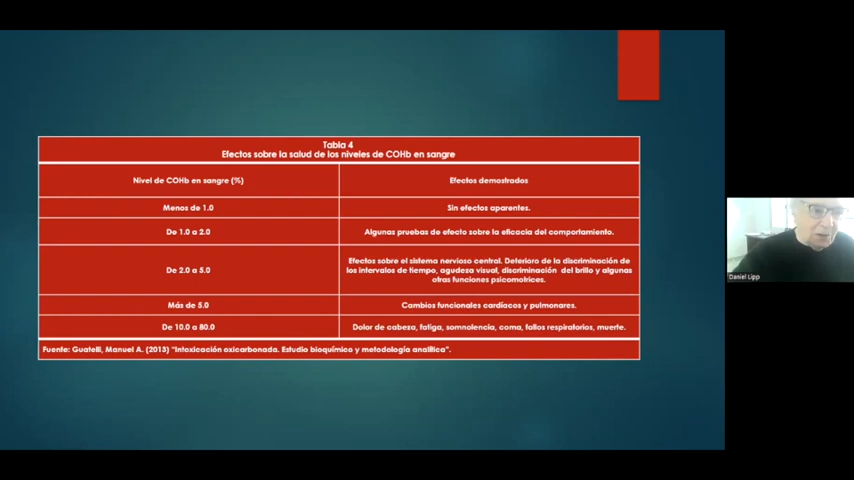 Tabla 4
Efectos sobre la salud de los niveles de COHb en sangre
Nivel de COHb en sangre (%)
Efectos demostrados
Menos de 1.0
Sin efectos aparentes.
De 1.0 a 2.0
Algunas pruebas de efecto sobre la eficacia del comportamiento.
De 2.0 a 5.0
Efectos sobre el sistema nervioso central. Deterioro de la discriminación de
los intervalos de tiempo, agudeza visual, discriminación del brillo y algunas
otras funciones psicomotrices.
Más de 5.0
Cambios funcionales cardíacos y pulmonares.
De 10.0 a 80.0
Dolor de cabeza, fatiga, somnolencia, coma, fallos respiratorios, muerte.
Fuente: Guatelli, Manuel A. (2013) "Intoxicación oxicarbonada. Estudio bioquímico y metodología analítica".
Daniel Lipp